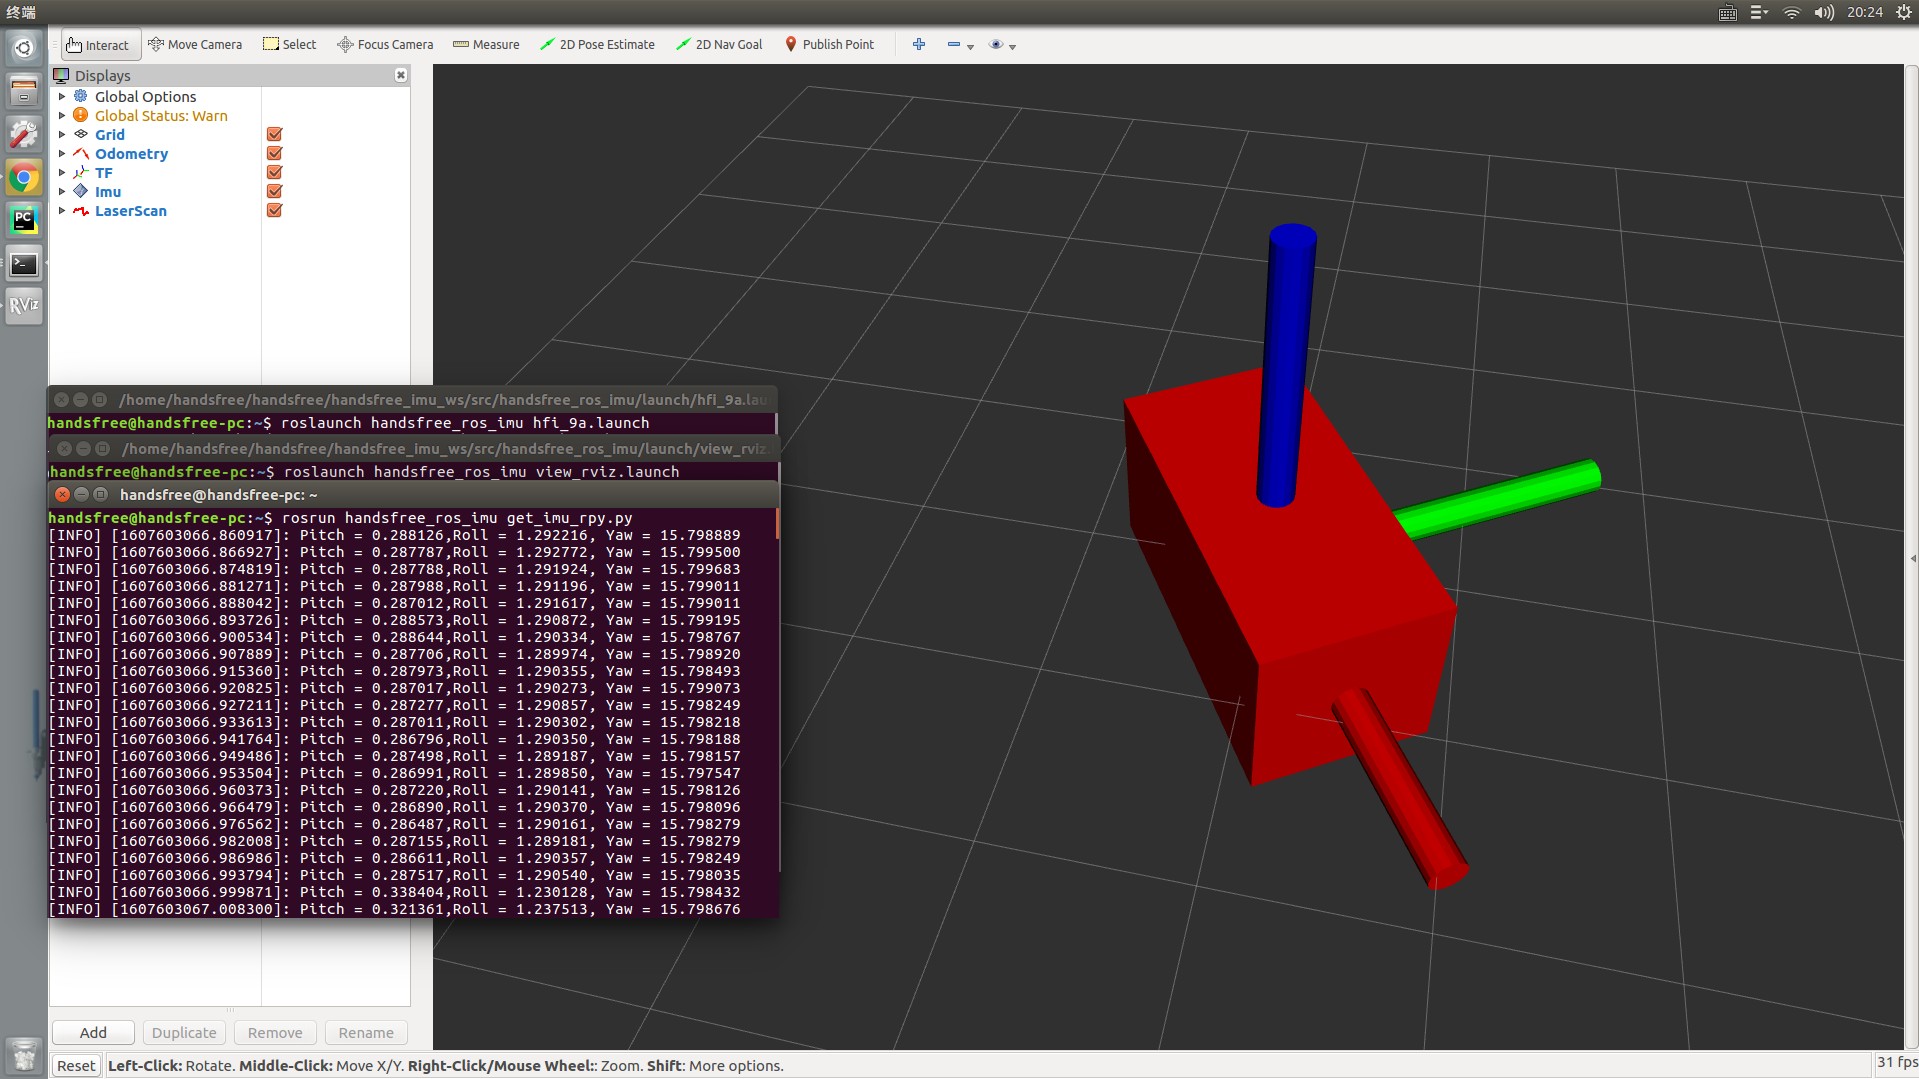 终端
20:24
Interact Move Camera Select Focus Camera Measure 2D Pose Estimate 2D Nav Goal Publish Point
Displays
Global Options
Global Status: Warn
Grid
Odometry
TF
Imu
LaserScan
PC
RViz
/home/handsfree/handsfree/handsfree_imu_ws/src/handsfree_ros_imu/launch/hfi_9a.lau
handsfree@handsfree-pc:~$ roslaunch handsfree_ros_imu hfi_9a.launch
/home/handsfree/handsfree/handsfree_imu_ws/src/handsfree_ros_imu/launch/view_rviz.
handsfree@handsfree-pc:~$ roslaunch handsfree_ros_imu view_rviz.launch
handsfree@handsfree-pc: ~
handsfree@handsfree-pc:~$ rosrun handsfree_ros_imu get_imu_rpy.py
[INFO] [1607603066.860917]: Pitch = 0.288126,Roll = 1.292216, Yaw = 15.798889
[INFO] [1607603066.866927]: Pitch = 0.287787,Roll = 1.292772, Yaw = 15.799500
[INFO] [1607603066.874819]: Pitch = 0.287788,Roll = 1.291924, Yaw = 15.799683
[INFO] [1607603066.881271]: Pitch = 0.287988,Roll = 1.291196, Yaw = 15.799011
[INFO] [1607603066.888042]: Pitch = 0.287012,Roll = 1.291617, Yaw = 15.799011
[INFO] [1607603066.893726]: Pitch = 0.288573,Roll = 1.290872, Yaw = 15.799195
[INFO] [1607603066.900534]: Pitch = 0.288644,Roll = 1.290334, Yaw = 15.798767
[INFO] [1607603066.907889]: Pitch = 0.287706,Roll = 1.289974, Yaw = 15.798920
[INFO] [1607603066.915360]: Pitch = 0.287973,Roll = 1.290355, Yaw = 15.798493
[INFO] [1607603066.920825]: Pitch = 0.287017,Roll = 1.290273, Yaw = 15.799073
[INFO] [1607603066.927211]: Pitch = 0.287277,Roll = 1.290857, Yaw = 15.798249
[INFO] [1607603066.933613]: Pitch = 0.287011,Roll = 1.290302, Yaw = 15.798218
[INFO] [1607603066.941764]: Pitch = 0.286796,Roll = 1.290350, Yaw = 15.798188
[INFO] [1607603066.949486]: Pitch = 0.287498,Roll = 1.289187, Yaw = 15.798157
[INFO] [1607603066.953504]: Pitch = 0.286991,Roll = 1.289850, Yaw = 15.797547
[INFO] [1607603066.960373]: Pitch = 0.287220,Roll = 1.290141, Yaw = 15.798126
[INFO] [1607603066.966479]: Pitch = 0.286890,Roll = 1.290370, Yaw = 15.798096
[INFO] [1607603066.976562]: Pitch = 0.286487,Roll = 1.290161, Yaw = 15.798279
[INFO] [1607603066.982008]: Pitch = 0.287155,Roll = 1.289181, Yaw = 15.798279
[INFO] [1607603066.986986]: Pitch = 0.286611,Roll = 1.290357, Yaw = 15.798249
[INFO] [1607603066.993794]: Pitch = 0.287517,Roll = 1.290540, Yaw = 15.798035
[INFO] [1607603066.999871]: Pitch = 0.338404,Roll = 1.230128, Yaw = 15.798432
[INFO] [1607603067.008300]: Pitch = 0.321361,Roll = 1.237513, Yaw = 15.798676
Add Duplicate Remove Rename
Reset Left-Click: Rotate. Middle-Click: Move X/Y. Right-Click/Mouse Wheel:: Zoom. Shift: More options.
31 fps